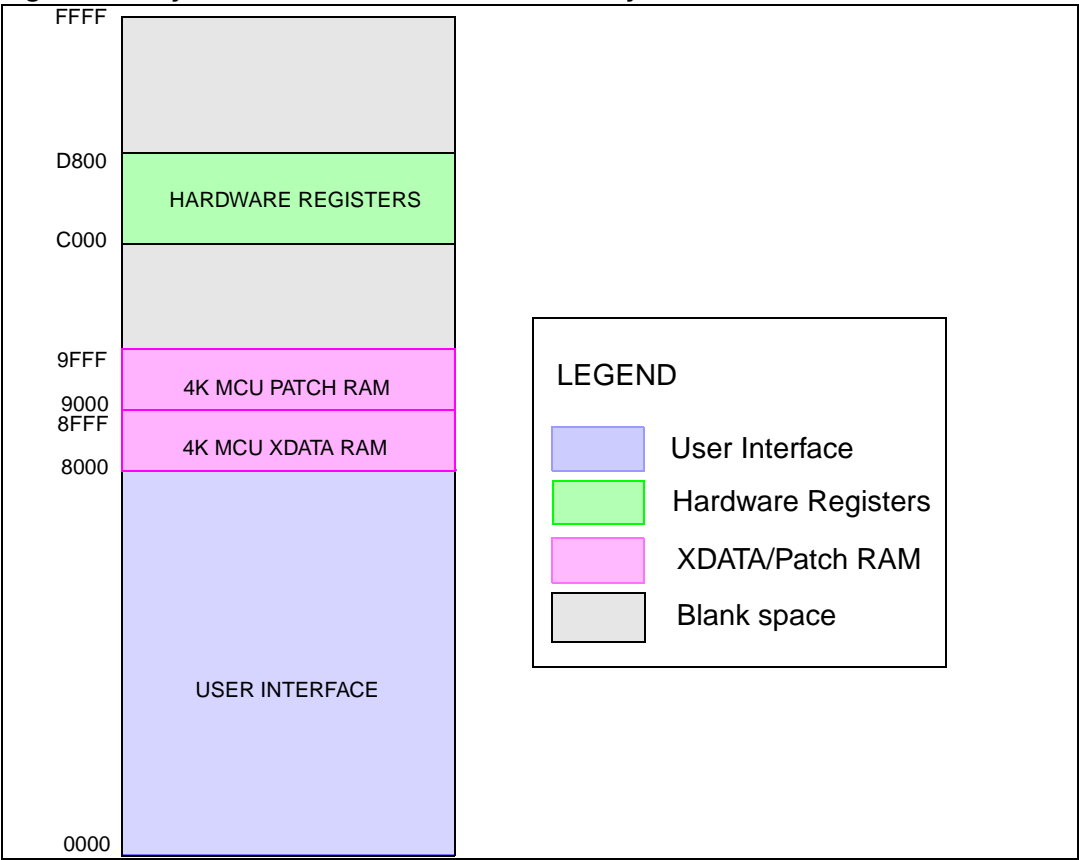 FFFF
D800
HARDWARE REGISTERS
C000
9FFF
4K MCU PATCH RAM
9000
8FFF
4K MCU XDATA RAM
8000
USER INTERFACE
0000
LEGEND
User Interface
Hardware Registers
XDATA/Patch RAM
Blank space